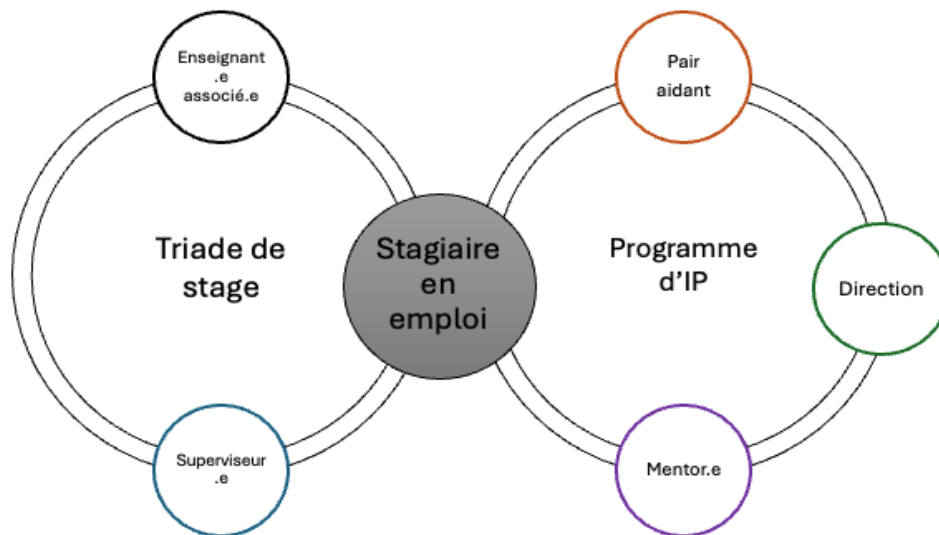 Enseignant
.e
associé.e
Pair
aidant
Triade de
stage
Stagiaire
en
emploi
Programme
d'IP
Direction
Superviseur
.e
Mentor.e